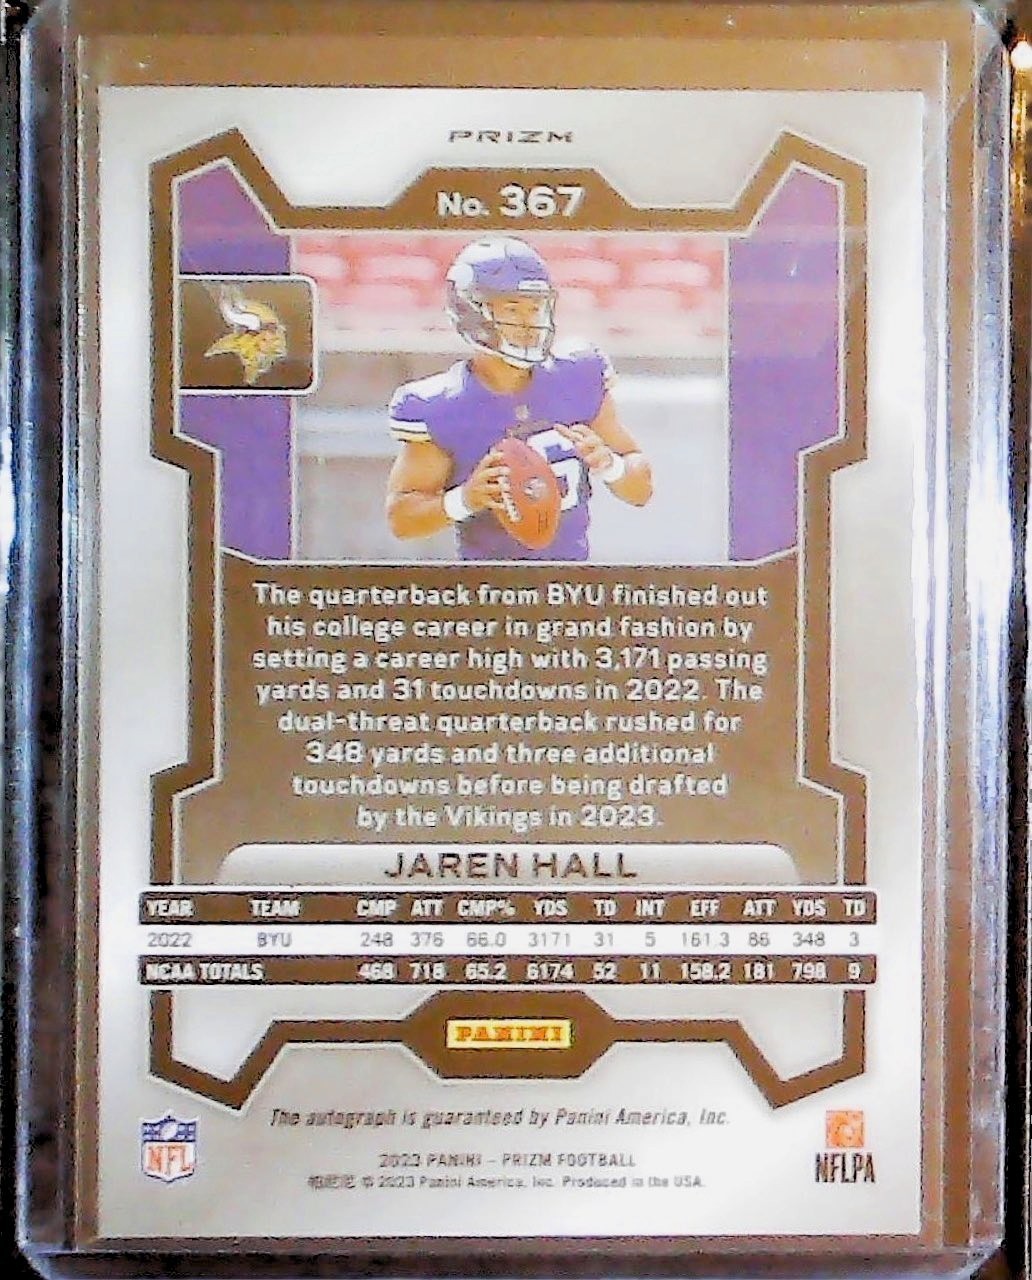 PRIZM
No. 367
The quarterback from BYU finished out
his college career in grand fashion by
setting a career high with 3,171 passing
yards and 31 touchdowns in 2022. The
dual-threat quarterback rushed for
348 yards and three additional
touchdowns before being drafted
by the Vikings in 2023.
JAREN HALL
YEAR TEAM CMP ATT CMP% YDS TD INT EFF ATT YDS TD
2022 BYU 248 376 66.0 3171 31 5 161.3 86 348 3
NCAA TOTALS 468 718 65.2 6174 52 11 158.2 181 798 9
PANINI
The autograph is guaranteed by Panini America, Inc.
NFL
2023 PANINI – PRIZM FOOTBALL
© 2023 Panini America, Inc. Produced in the USA.
NFLPA